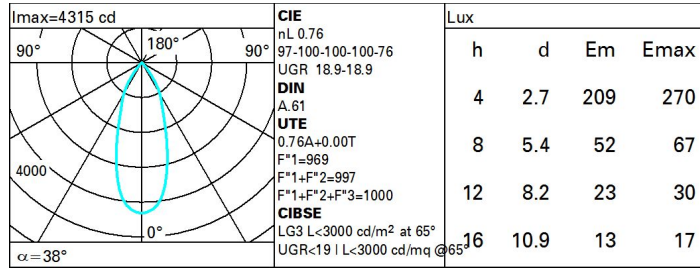 Imax=4315 cd
90°
180°
90°
4000
0°
α=38°
CIE
nL 0.76
97-100-100-100-76
UGR 18.9-18.9
DIN
A.61
UTE
0.76A+0.00T
F"1=969
F"1+F"2=997
F"1+F"2+F"3=1000
CIBSE
LG3 L<3000 cd/m² at 65°
UGR<19 | L<3000 cd/mq @65°
Lux
h d Em Emax
4 2.7 209 270
8 5.4 52 67
12 8.2 23 30
16 10.9 13 17